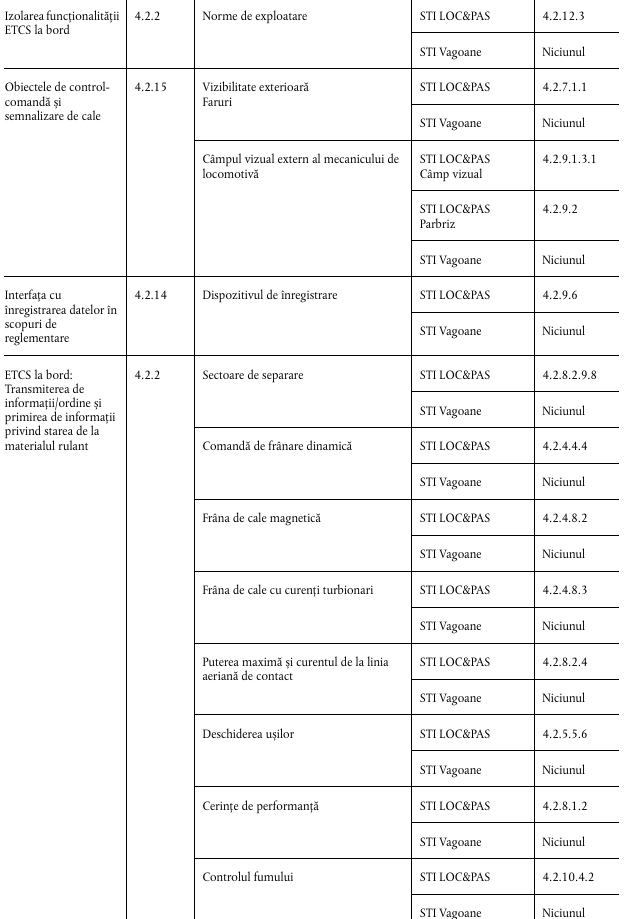 Izolarea funcționalității
ETCS la bord
4.2.2
Norme de exploatare
STI LOC&PAS
4.2.12.3
STI Vagoane
Niciunul
Obiectele de control-
comandă și
semnalizare de cale
4.2.15
Vizibilitate exterioară
Faruri
STI LOC&PAS
4.2.7.1.1
STI Vagoane
Niciunul
Câmpul vizual extern al mecanicului de
locomotivă
STI LOC&PAS
Câmp vizual
4.2.9.1.3.1
STI LOC&PAS
Parbriz
4.2.9.2
STI Vagoane
Niciunul
Interfața cu
înregistrarea datelor în
scopuri de
reglementare
4.2.14
Dispozitivul de înregistrare
STI LOC&PAS
4.2.9.6
STI Vagoane
Niciunul
ETCS la bord:
Transmiterea de
informații/ordine și
primirea de informații
privind starea de la
materialul rulant
4.2.2
Sectoare de separare
STI LOC&PAS
4.2.8.2.9.8
STI Vagoane
Niciunul
Comandă de frânare dinamică
STI LOC&PAS
4.2.4.4.4
STI Vagoane
Niciunul
Frâna de cale magnetică
STI LOC&PAS
4.2.4.8.2
STI Vagoane
Niciunul
Frâna de cale cu curenți turbionari
STI LOC&PAS
4.2.4.8.3
STI Vagoane
Niciunul
Puterea maximă și curentul de la linia
aeriană de contact
STI LOC&PAS
4.2.8.2.4
STI Vagoane
Niciunul
Deschiderea ușilor
STI LOC&PAS
4.2.5.5.6
STI Vagoane
Niciunul
Cerințe de performanță
STI LOC&PAS
4.2.8.1.2
STI Vagoane
Niciunul
Controlul fumului
STI LOC&PAS
4.2.10.4.2
STI Vagoane
Niciunul